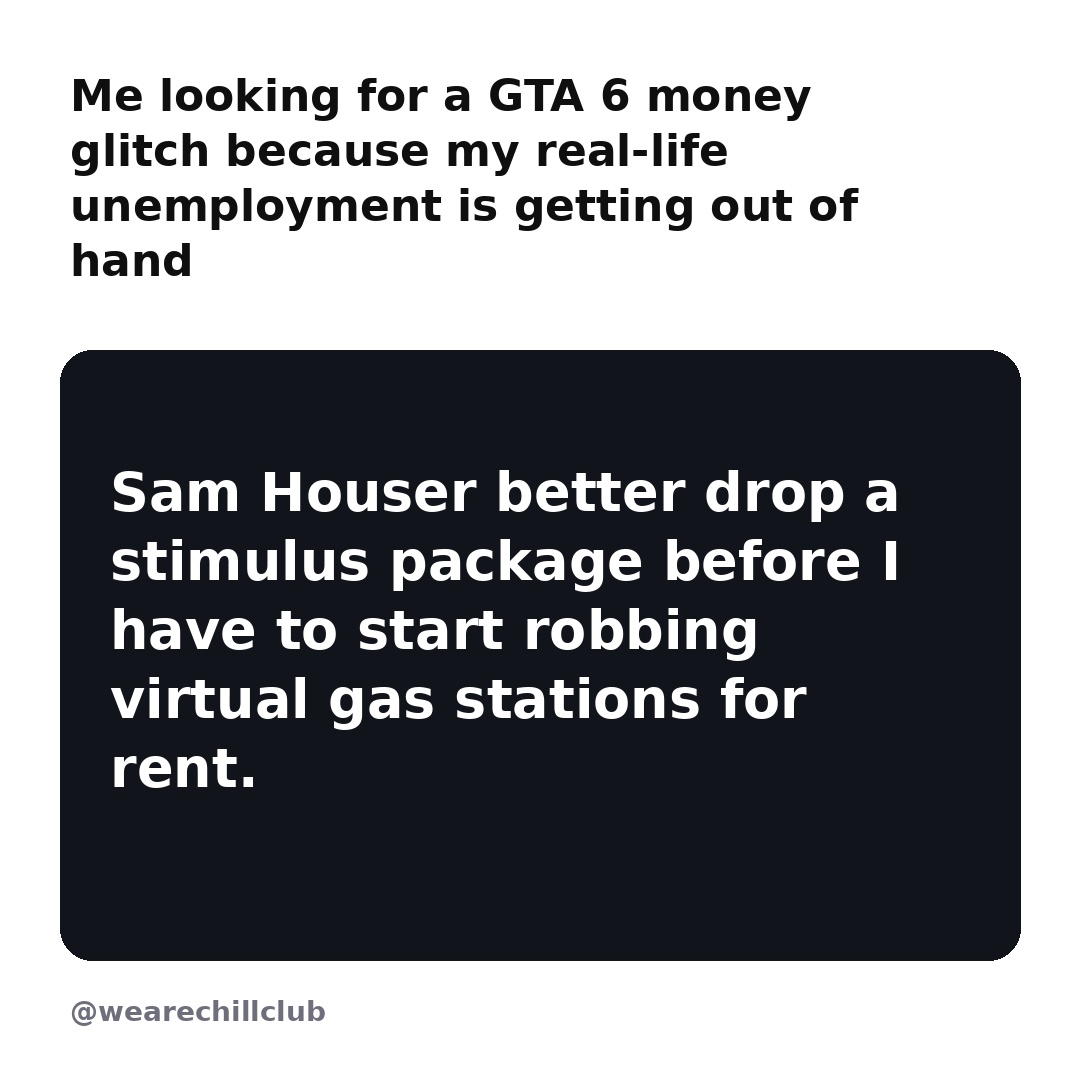 Me looking for a GTA 6 money
glitch because my real-life
unemployment is getting out of
hand
Sam Houser better drop a
stimulus package before I
have to start robbing
virtual gas stations for
rent.
@wearechillclub